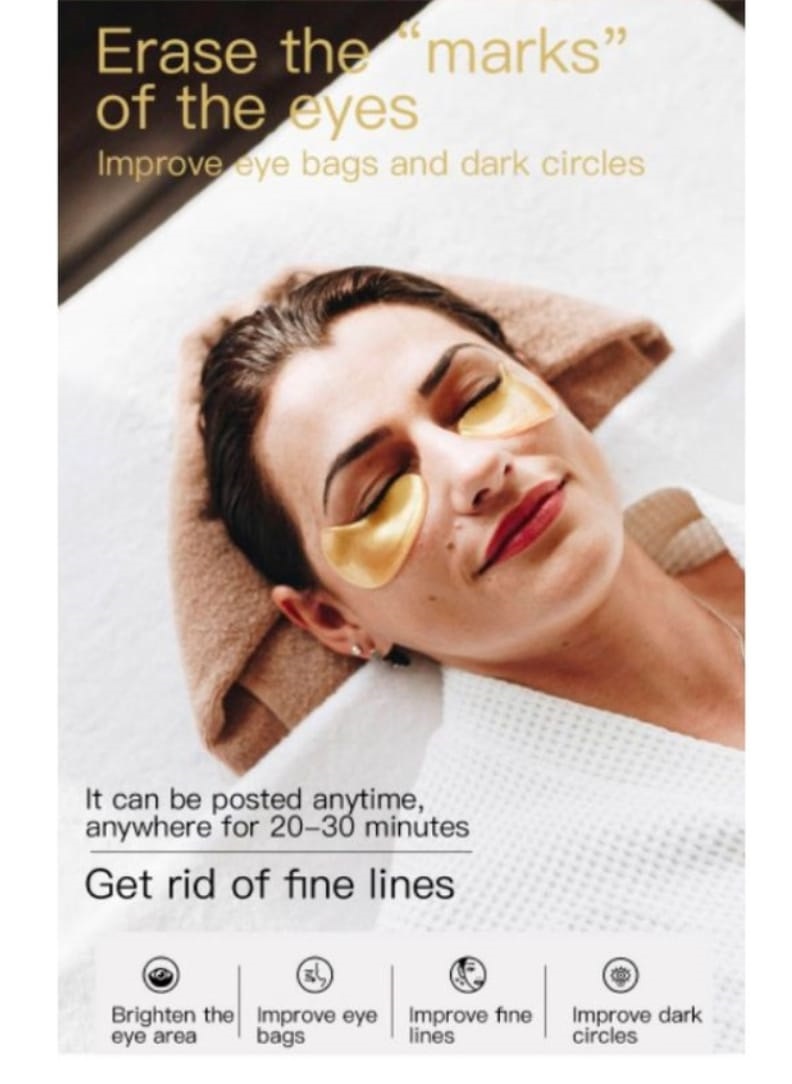 Erase the “marks”
of the eyes
Improve eye bags and dark circles
It can be posted anytime,
anywhere for 20–30 minutes
Get rid of fine lines
Brighten the
eye area
Improve eye
bags
Improve fine
lines
Improve dark
circles